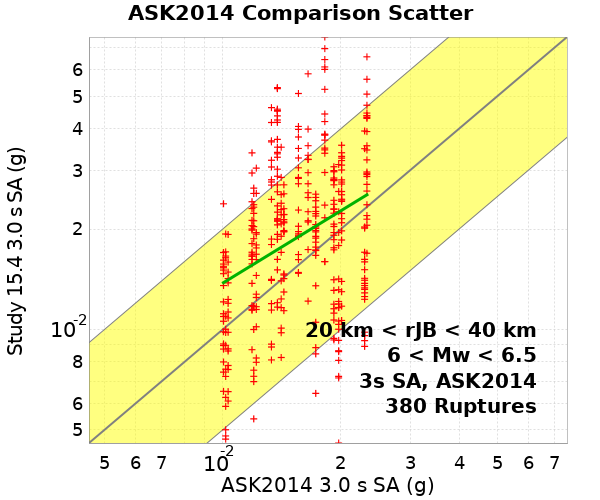 ASK2014 Comparison Scatter
Study 15.4 3.0 s SA (g)
6
5
4
3
2
10⁻²
8
6
5
20 km < rJB < 40 km
6 < Mw < 6.5
3s SA, ASK2014
380 Ruptures
5 6 7 10⁻² 2 3 4 5 6 7
ASK2014 3.0 s SA (g)